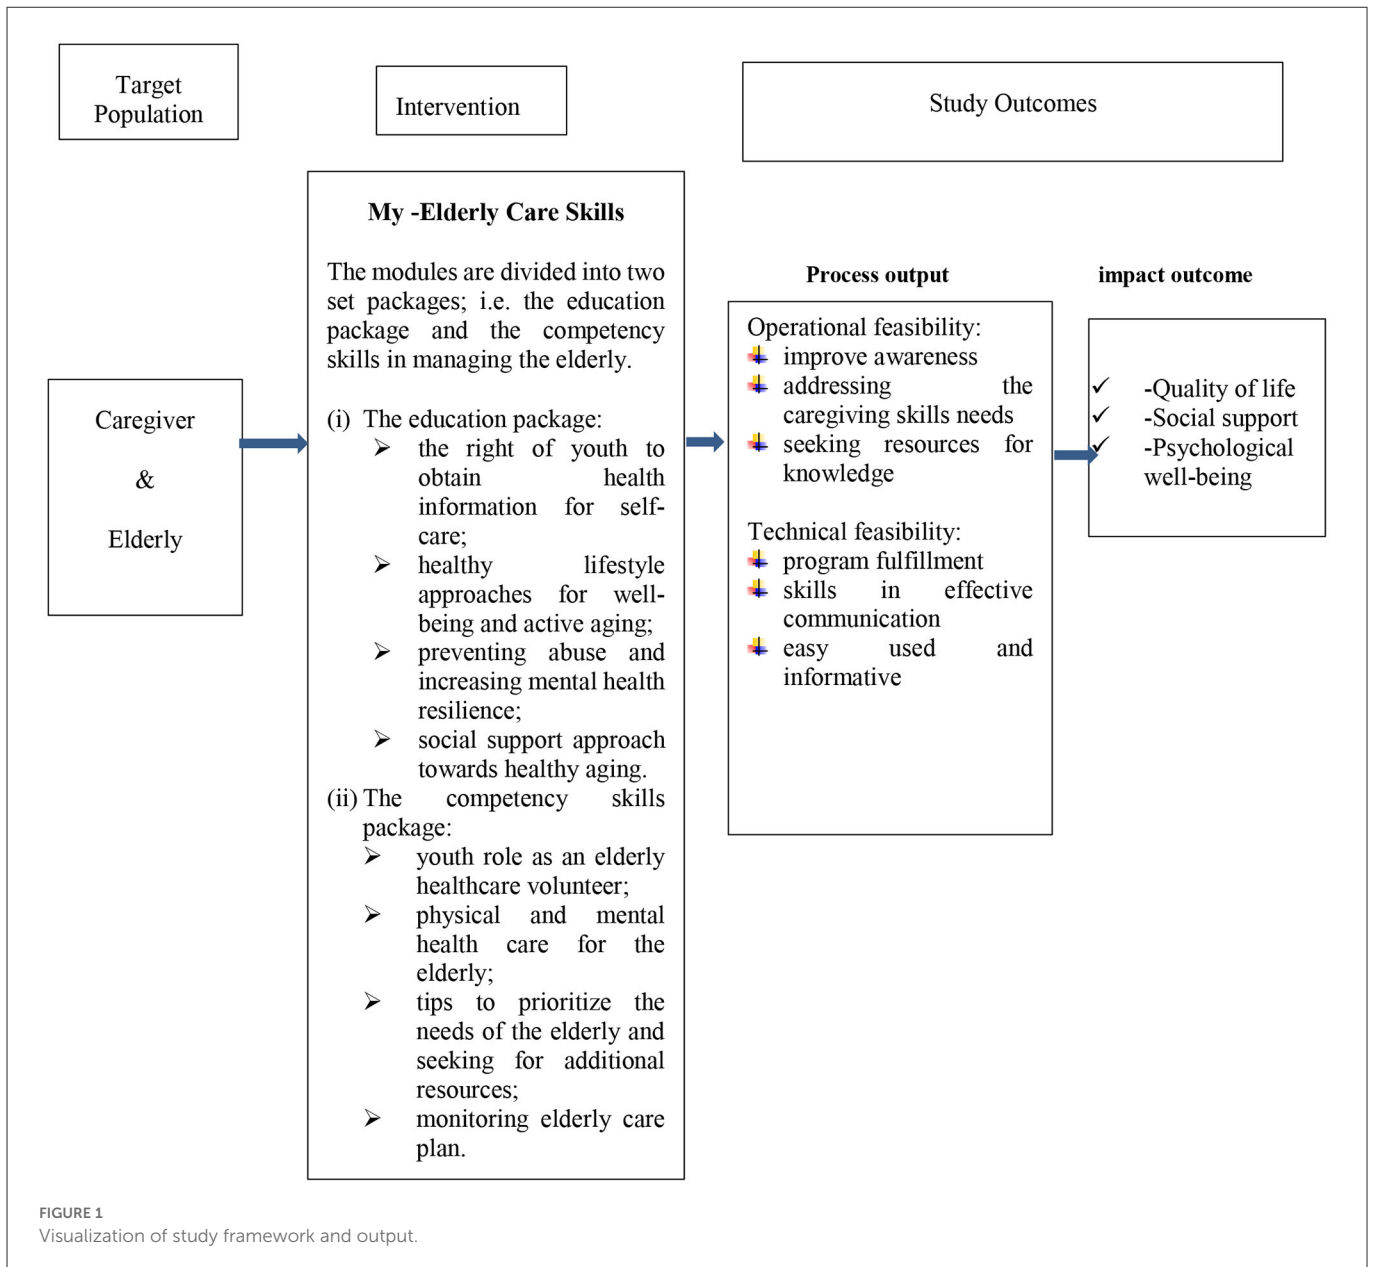 Target
Population
Intervention
Study Outcomes
Caregiver
&
Elderly
My -Elderly Care Skills
The modules are divided into two
set packages; i.e. the education
package and the competency
skills in managing the elderly.
(i) The education package:
➢ the right of youth to
obtain health
information for self-
care;
➢ healthy lifestyle
approaches for well-
being and active aging;
➢ preventing abuse and
increasing mental health
resilience;
➢ social support approach
towards healthy aging.
(ii) The competency skills
package:
➢ youth role as an elderly
healthcare volunteer;
➢ physical and mental
health care for the
elderly;
➢ tips to prioritize the
needs of the elderly and
seeking for additional
resources;
➢ monitoring elderly care
plan.
Process output
Operational feasibility:
improve awareness
addressing the
caregiving skills needs
seeking resources for
knowledge
Technical feasibility:
program fulfillment
skills in effective
communication
easy used and
informative
impact outcome
✓ -Quality of life
✓ -Social support
✓ -Psychological
well-being
FIGURE 1
Visualization of study framework and output.